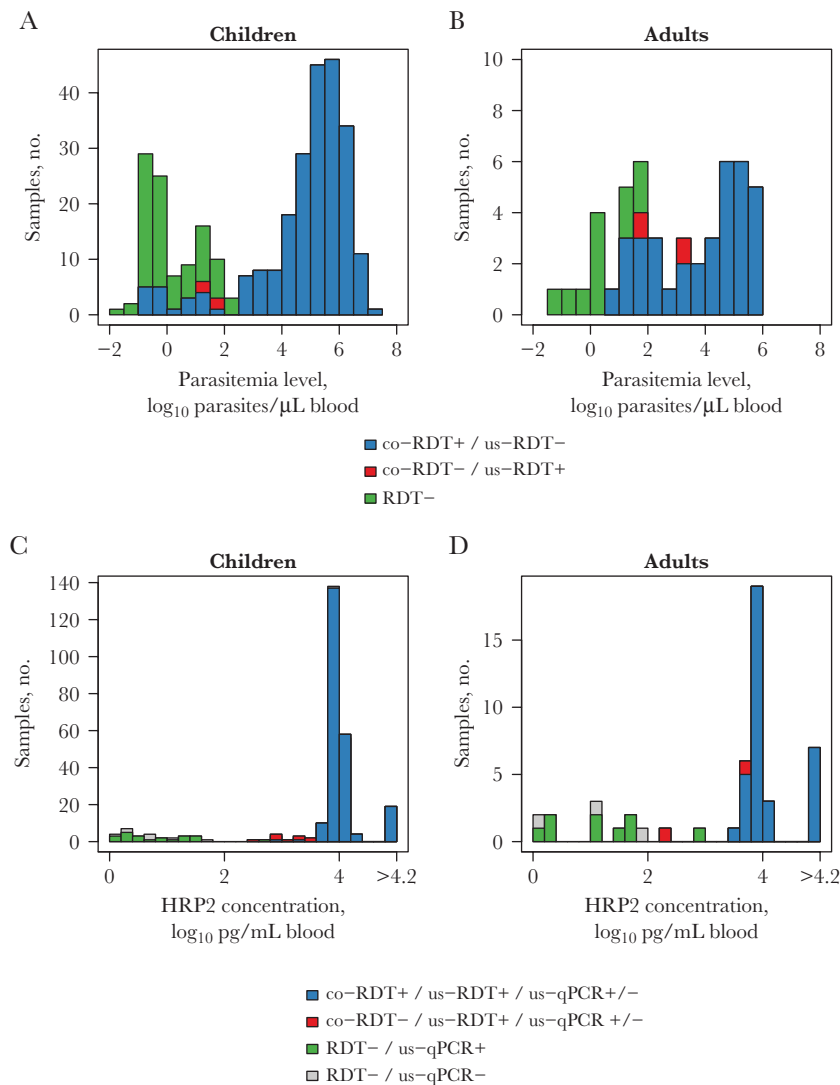 A
Children
Samples, no.
40
30
20
10
0
−2
0
2
4
6
8
Parasitemia level,
log10 parasites/μL blood
B
Adults
Samples, no.
10
8
6
4
2
0
−2
0
2
4
6
8
Parasitemia level,
log10 parasites/μL blood
co−RDT+ / us−RDT−
co−RDT− / us−RDT+
RDT−
C
Children
Samples, no.
140
120
100
80
60
40
20
0
0
2
4
>4.2
HRP2 concentration,
log10 pg/mL blood
D
Adults
Samples, no.
15
10
5
0
0
2
4
>4.2
HRP2 concentration,
log10 pg/mL blood
co−RDT+ / us−RDT+ / us−qPCR+/−
co−RDT− / us−RDT+ / us−qPCR +/−
RDT− / us−qPCR+
RDT− / us−qPCR−